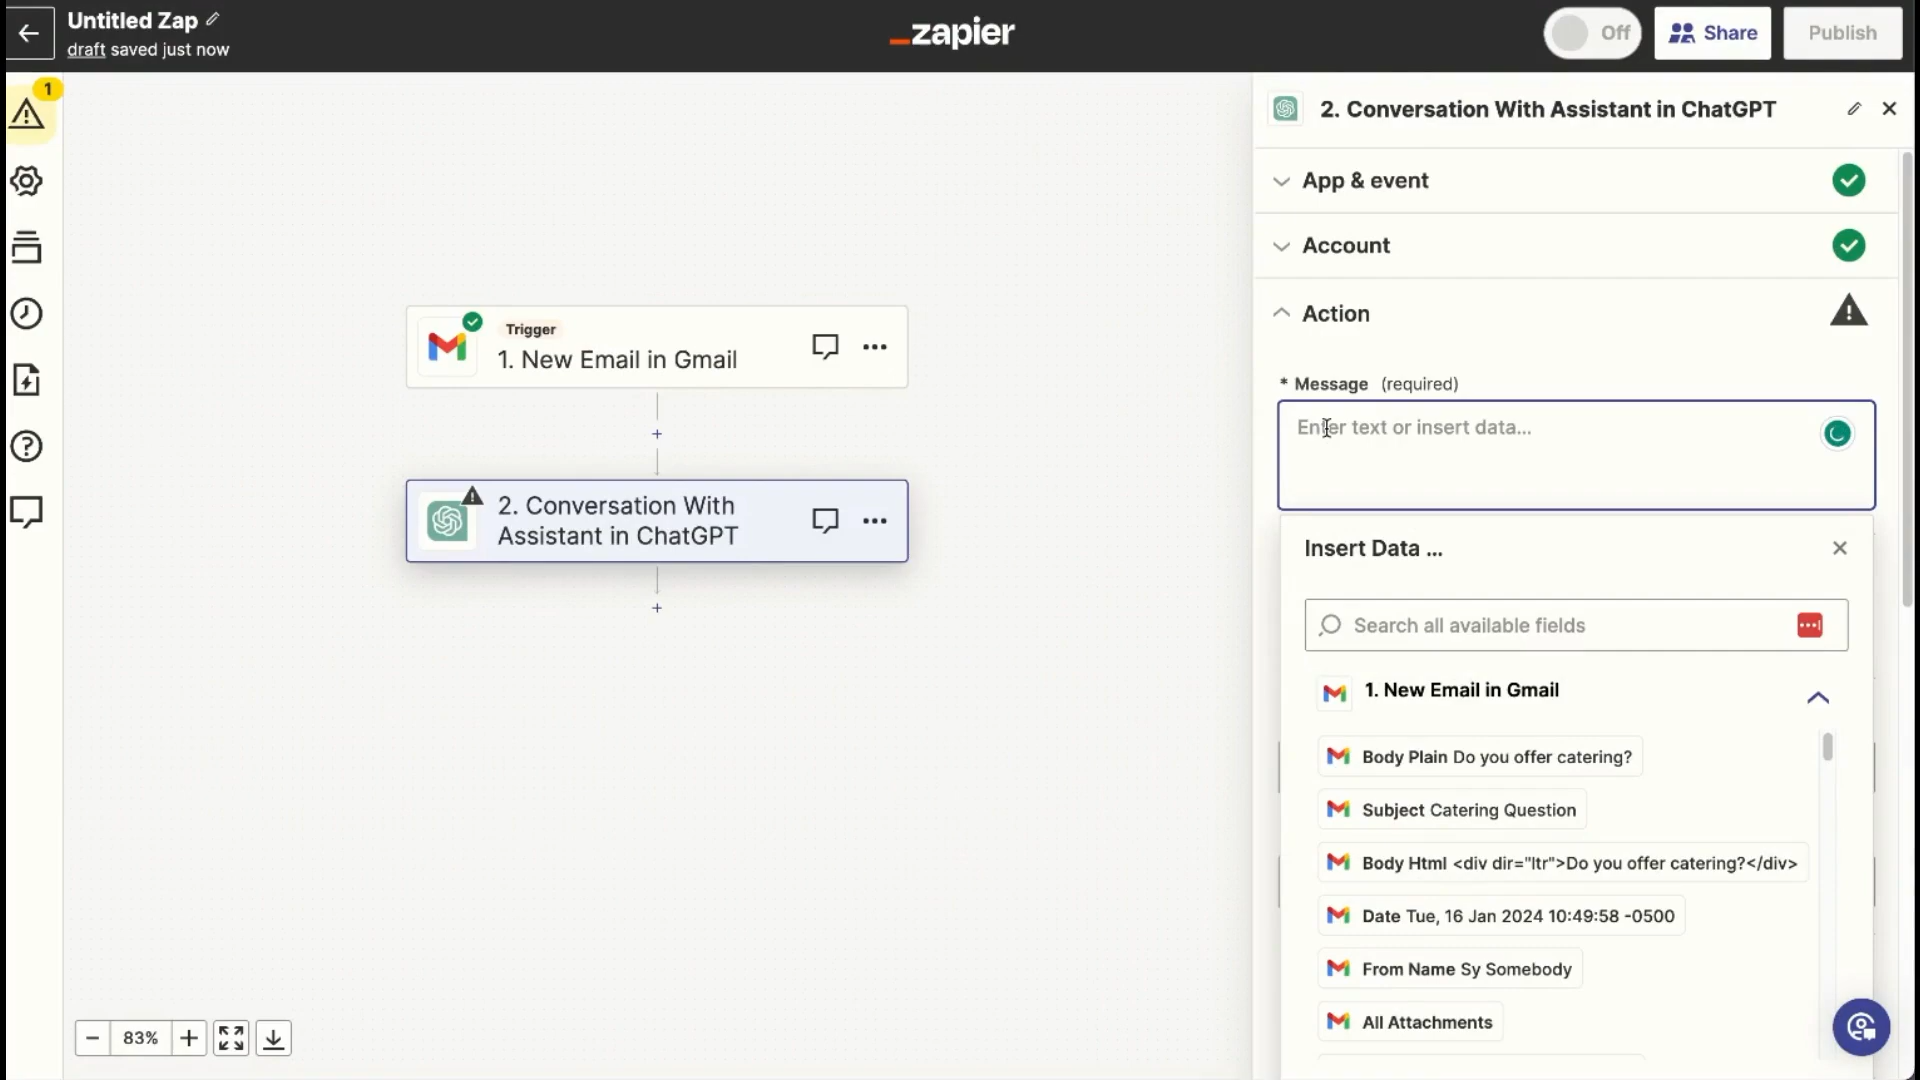 Untitled Zap
draft saved just now
1
_zapier
Off
Share
Publish
Trigger
1. New Email in Gmail
2. Conversation With
Assistant in ChatGPT
83%
2. Conversation With Assistant in ChatGPT
App & event
Account
Action
* Message (required)
Enter text or insert data...
Insert Data ...
Search all available fields
1. New Email in Gmail
Body Plain Do you offer catering?
Subject Catering Question
Body Html <div dir="ltr">Do you offer catering?</div>
Date Tue, 16 Jan 2024 10:49:58 -0500
From Name Sy Somebody
All Attachments